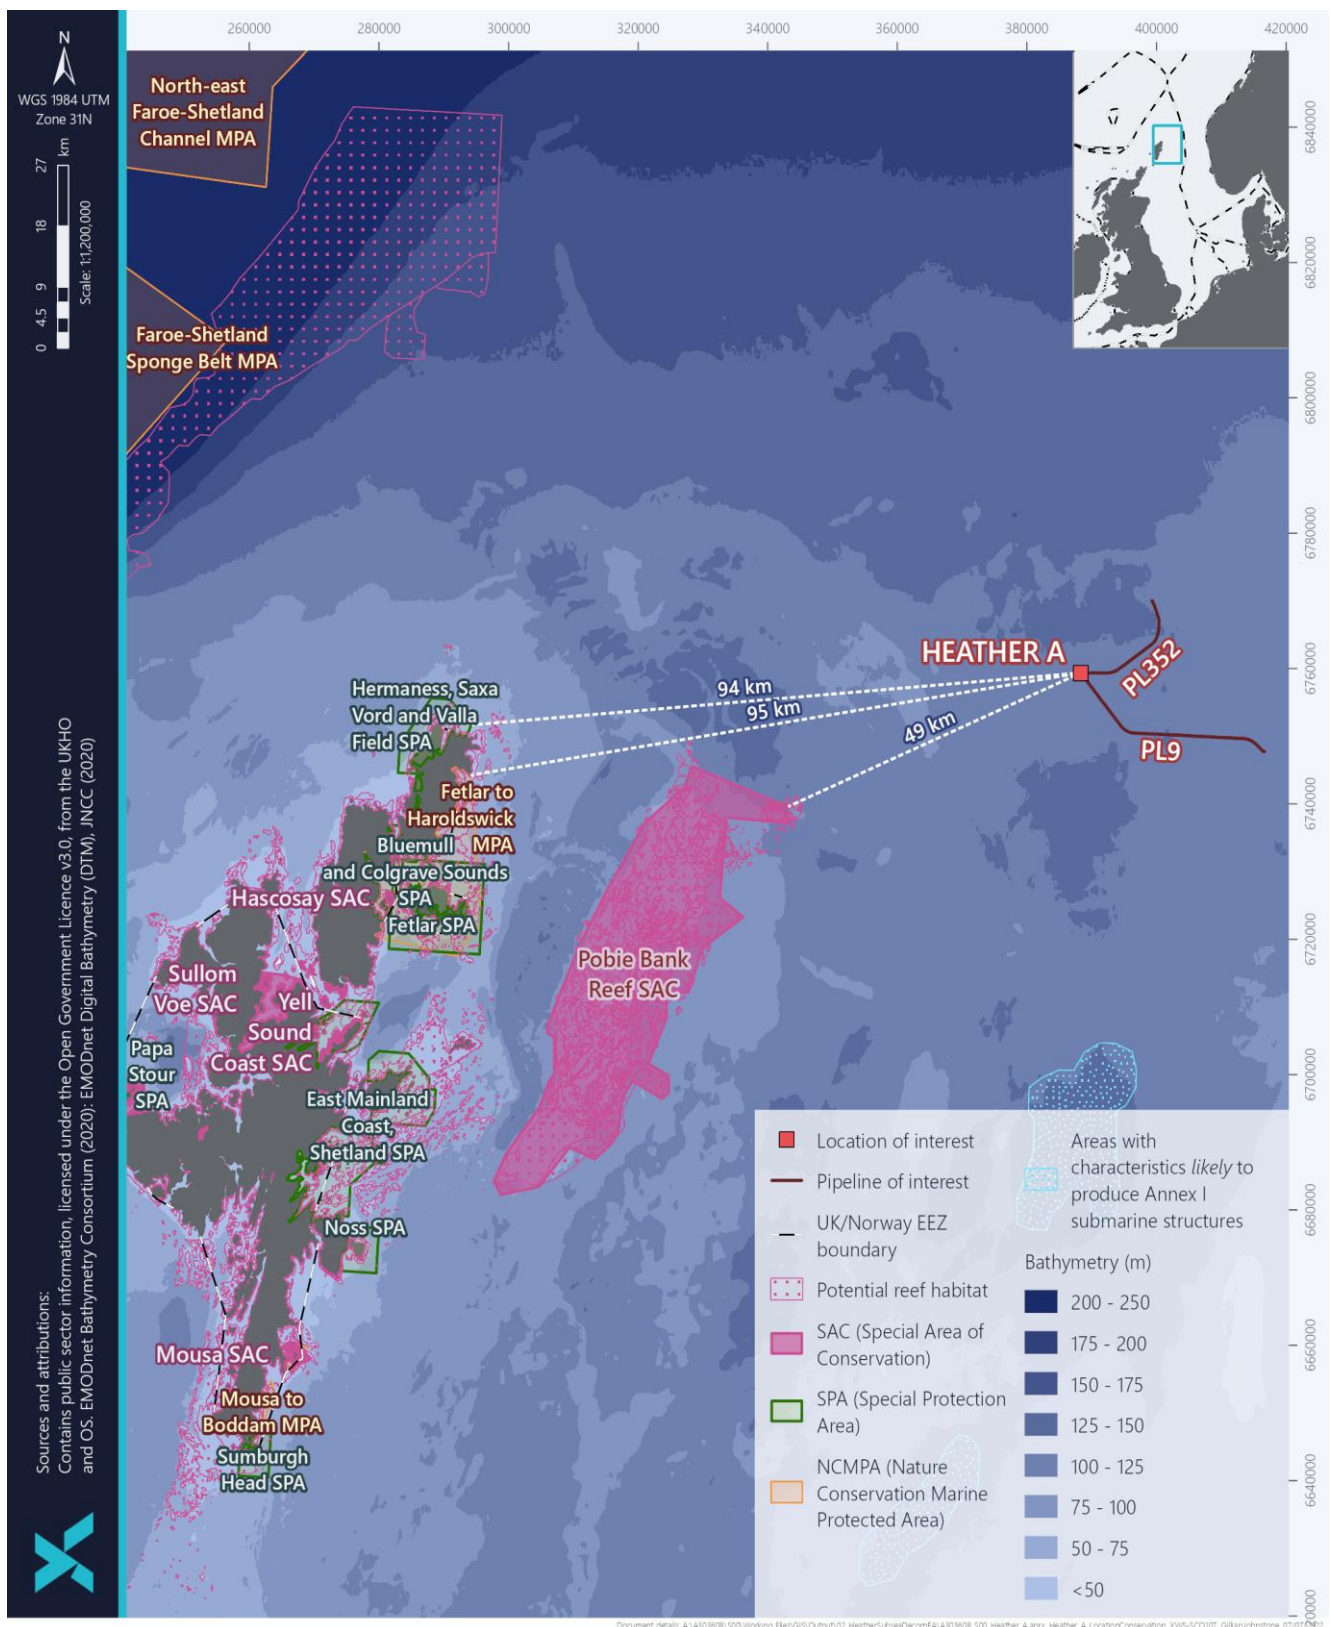 260000
280000
300000
320000
340000
360000
380000
400000
420000
N
WGS 1984 UTM
Zone 31N
0 4.5 9 18 27
km
Scale: 1:1,200,000
North-east
Faroe-Shetland
Channel MPA
Faroe-Shetland
Sponge Belt MPA
6840000
6820000
6800000
6780000
6760000
6740000
6720000
6700000
6680000
6660000
6640000
HEATHER A
PL352
PL9
94 km
95 km
49 km
Hermaness, Saxa
Vord and Valla
Field SPA
Fetlar to
Haroldswick
MPA
Bluemull
and Colgrave Sounds
SPA
Fetlar SPA
Hascosay SAC
Sullom
Voe SAC
Yell
Sound
Coast SAC
Papa
Stour
SPA
Pobie Bank
Reef SAC
East Mainland
Coast,
Shetland SPA
Noss SPA
Mousa SAC
Mousa to
Boddam MPA
Sumburgh
Head SPA
Location of interest
Pipeline of interest
UK/Norway EEZ
boundary
Potential reef habitat
SAC (Special Area of
Conservation)
SPA (Special Protection
Area)
NCMPA (Nature
Conservation Marine
Protected Area)
Areas with
characteristics likely to
produce Annex I
submarine structures
Bathymetry (m)
200 - 250
175 - 200
150 - 175
125 - 150
100 - 125
75 - 100
50 - 75
<50
Sources and attributions:
Contains public sector information, licensed under the Open Government Licence v3.0, from the UKHO
and OS. EMODnet Bathymetry Consortium (2020): EMODnet Digital Bathymetry (DTM), JNCC (2020)